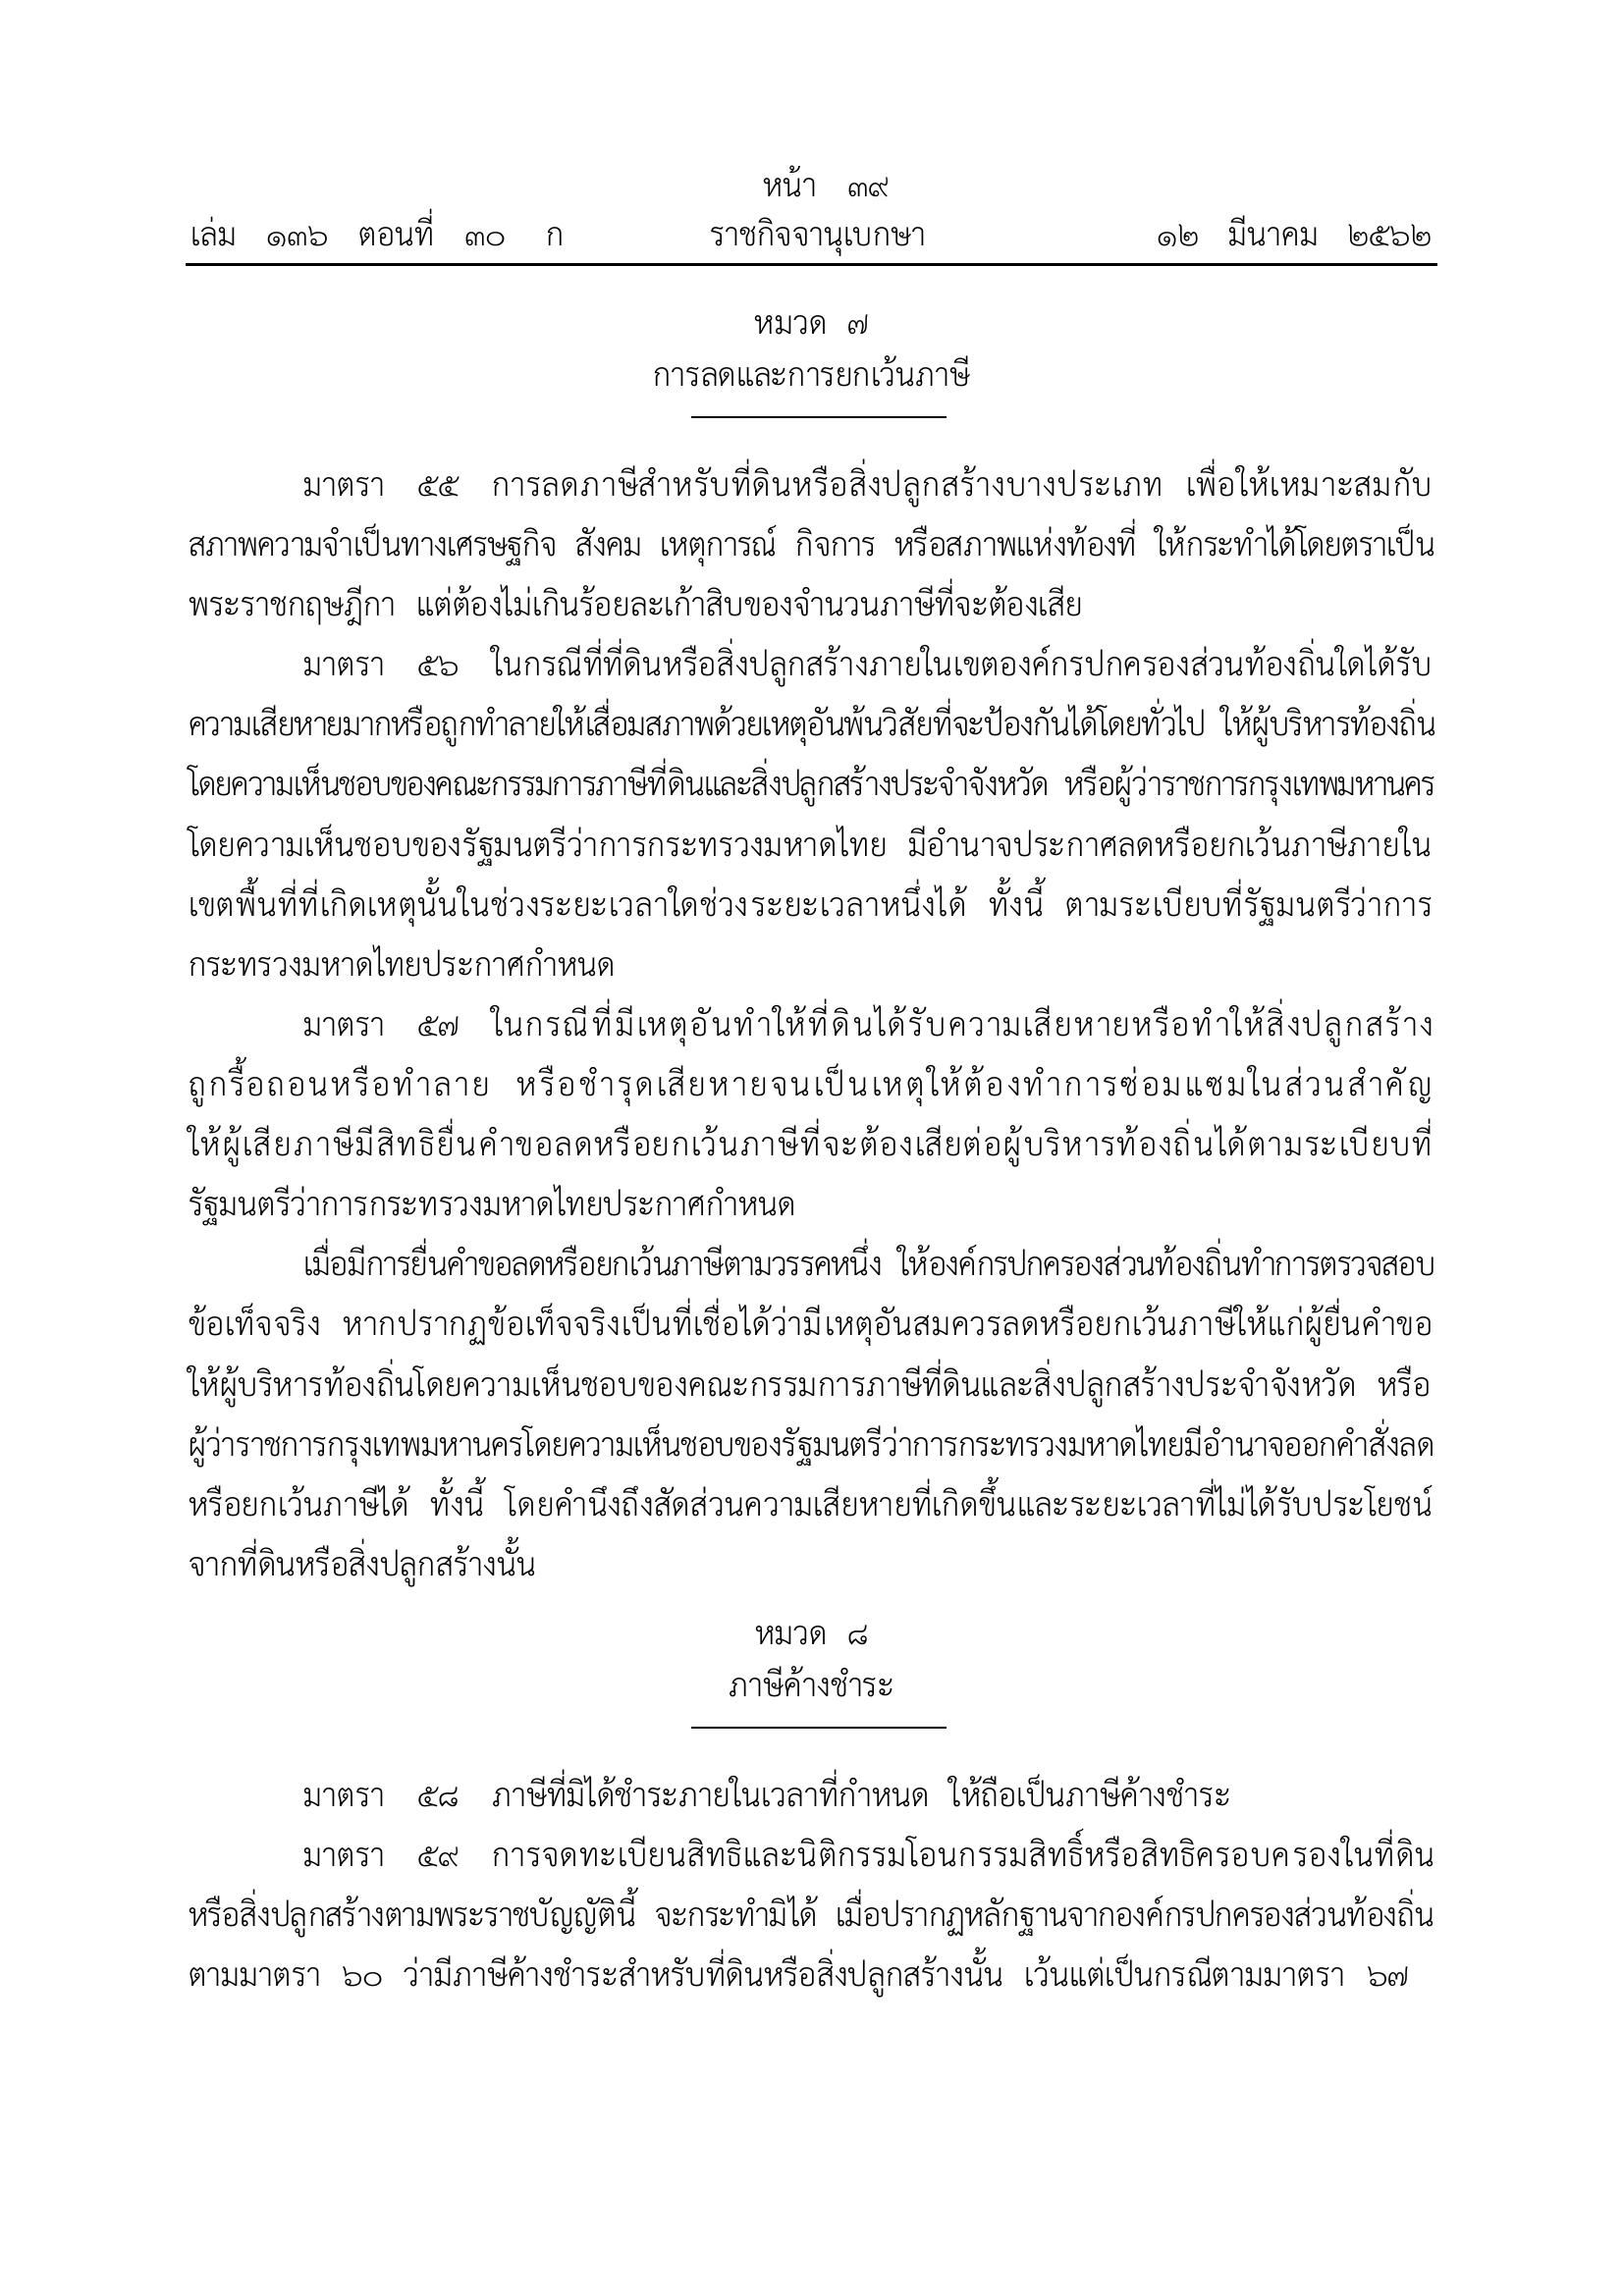 หน้า ๓๙
เล่ม ๑๓๖ ตอนที่ ๓๐ ก ราชกิจจานุเบกษา ๑๒ มีนาคม ๒๕๖๒
หมวด ๗
การลดและการยกเว้นภาษี
มาตรา ๕๕ การลดภาษีสำหรับที่ดินหรือสิ่งปลูกสร้างบางประเภท เพื่อให้เหมาะสมกับ
สภาพความจำเป็นทางเศรษฐกิจ สังคม เหตุการณ์ กิจการ หรือสภาพแห่งท้องที่ ให้กระทำได้โดยตราเป็น
พระราชกฤษฎีกา แต่ต้องไม่เกินร้อยละเก้าสิบของจำนวนภาษีที่จะต้องเสีย
มาตรา ๕๖ ในกรณีที่ที่ดินหรือสิ่งปลูกสร้างภายในเขตองค์กรปกครองส่วนท้องถิ่นใดได้รับ
ความเสียหายมากหรือถูกทำลายให้เสื่อมสภาพด้วยเหตุอันพ้นวิสัยที่จะป้องกันได้โดยทั่วไป ให้ผู้บริหารท้องถิ่น
โดยความเห็นชอบของคณะกรรมการภาษีที่ดินและสิ่งปลูกสร้างประจำจังหวัด หรือผู้ว่าราชการกรุงเทพมหานคร
โดยความเห็นชอบของรัฐมนตรีว่าการกระทรวงมหาดไทย มีอำนาจประกาศลดหรือยกเว้นภาษีภายใน
เขตพื้นที่ที่เกิดเหตุนั้นในช่วงระยะเวลาใดช่วงระยะเวลาหนึ่งได้ ทั้งนี้ ตามระเบียบที่รัฐมนตรีว่าการ
กระทรวงมหาดไทยประกาศกำหนด
มาตรา ๕๗ ในกรณีที่มีเหตุอันทำให้ที่ดินได้รับความเสียหายหรือทำให้สิ่งปลูกสร้าง
ถูกรื้อถอนหรือทำลาย หรือชำรุดเสียหายจนเป็นเหตุให้ต้องทำการซ่อมแซมในส่วนสำคัญ
ให้ผู้เสียภาษีมีสิทธิยื่นคำขอลดหรือยกเว้นภาษีที่จะต้องเสียต่อผู้บริหารท้องถิ่นได้ตามระเบียบที่
รัฐมนตรีว่าการกระทรวงมหาดไทยประกาศกำหนด
เมื่อมีการยื่นคำขอลดหรือยกเว้นภาษีตามวรรคหนึ่ง ให้องค์กรปกครองส่วนท้องถิ่นทำการตรวจสอบ
ข้อเท็จจริง หากปรากฏข้อเท็จจริงเป็นที่เชื่อได้ว่ามีเหตุอันสมควรลดหรือยกเว้นภาษีให้แก่ผู้ยื่นคำขอ
ให้ผู้บริหารท้องถิ่นโดยความเห็นชอบของคณะกรรมการภาษีที่ดินและสิ่งปลูกสร้างประจำจังหวัด หรือ
ผู้ว่าราชการกรุงเทพมหานครโดยความเห็นชอบของรัฐมนตรีว่าการกระทรวงมหาดไทยมีอำนาจออกคำสั่งลด
หรือยกเว้นภาษีได้ ทั้งนี้ โดยคำนึงถึงสัดส่วนความเสียหายที่เกิดขึ้นและระยะเวลาที่ไม่ได้รับประโยชน์
จากที่ดินหรือสิ่งปลูกสร้างนั้น
หมวด ๘
ภาษีค้างชำระ
มาตรา ๕๘ ภาษีที่มิได้ชำระภายในเวลาที่กำหนด ให้ถือเป็นภาษีค้างชำระ
มาตรา ๕๙ การจดทะเบียนสิทธิและนิติกรรมโอนกรรมสิทธิ์หรือสิทธิครอบครองในที่ดิน
หรือสิ่งปลูกสร้างตามพระราชบัญญัตินี้ จะกระทำมิได้ เมื่อปรากฏหลักฐานจากองค์กรปกครองส่วนท้องถิ่น
ตามมาตรา ๖๐ ว่ามีภาษีค้างชำระสำหรับที่ดินหรือสิ่งปลูกสร้างนั้น เว้นแต่เป็นกรณีตามมาตรา ๖๗